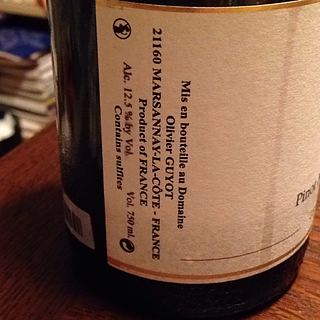 Mis en bouteille au Domaine
Olivier GUYOT
21160 MARSANNAY-LA-CÔTE - FRANCE
Product of FRANCE
Alc. 12.5 % by Vol. Vol. 750 ml.
Contains sulfites
Pinot